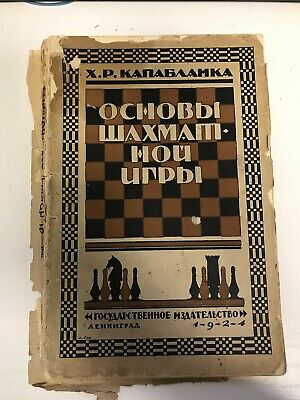 Х.Р. КАПАБЛАНКА
ОСНОВЫ
ШАХМАТ-
НОЙ
ИГРЫ
«ГОСУДАРСТВЕННОЕ ИЗДАТЕЛЬСТВО»
ЛЕНИНГРАД 1-9-2-4